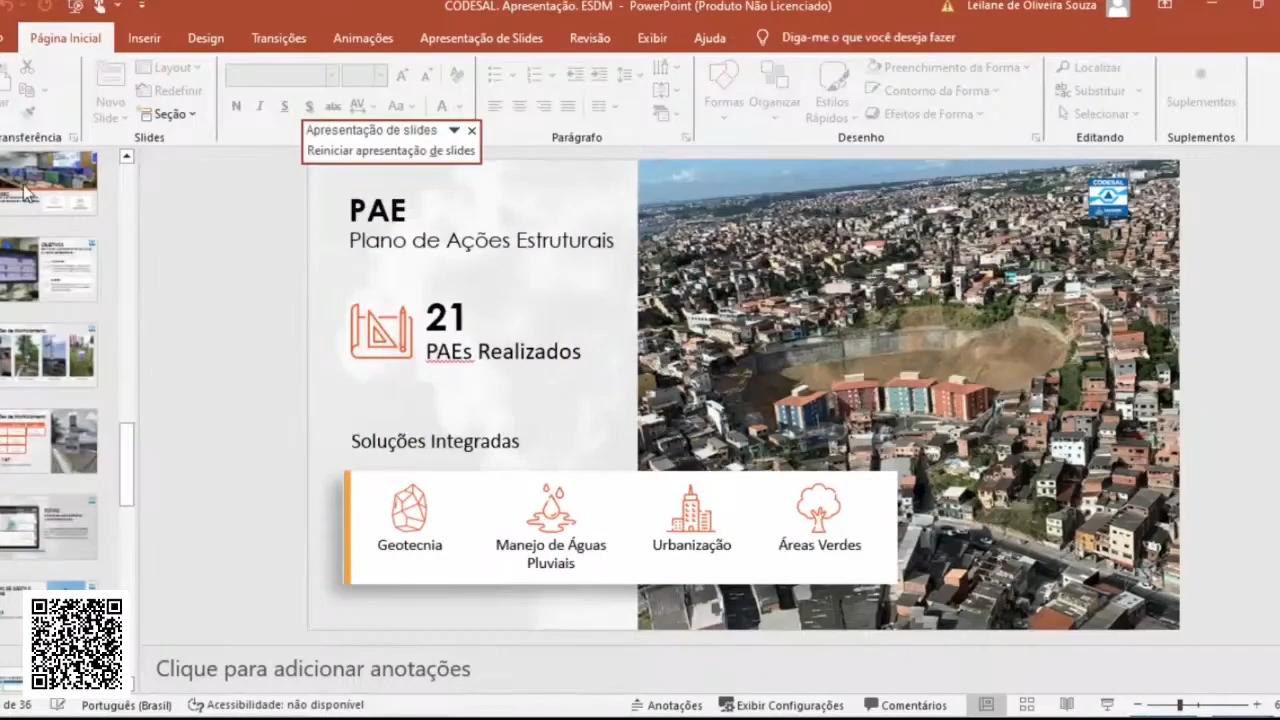 CODESAL. Apresentação. ESDM - PowerPoint (Produto Não Licenciado)
Leilane de Oliveira Souza
Página Inicial
Inserir
Design
Transições
Animações
Apresentação de Slides
Revisão
Exibir
Ajuda
Diga-me o que você deseja fazer
Novo
Slide
Layout
Redefinir
Seção
N I S S abc AV Aa A
Formas
Organizar
Estilos
Rápidos
Preenchimento da Forma
Contorno da Forma
Efeitos de Forma
Localizar
Substituir
Selecionar
Suplementos
ansferência
Slides
Parágrafo
Desenho
Editando
Suplementos
Apresentação de slides
Reiniciar apresentação de slides
PAE
Plano de Ações Estruturais
21
PAEs Realizados
Soluções Integradas
Geotecnia
Manejo de Águas
Pluviais
Urbanização
Áreas Verdes
CODESAL
Clique para adicionar anotações
de 36
Português (Brasil)
Acessibilidade: não disponível
Anotações
Exibir Configurações
Comentários